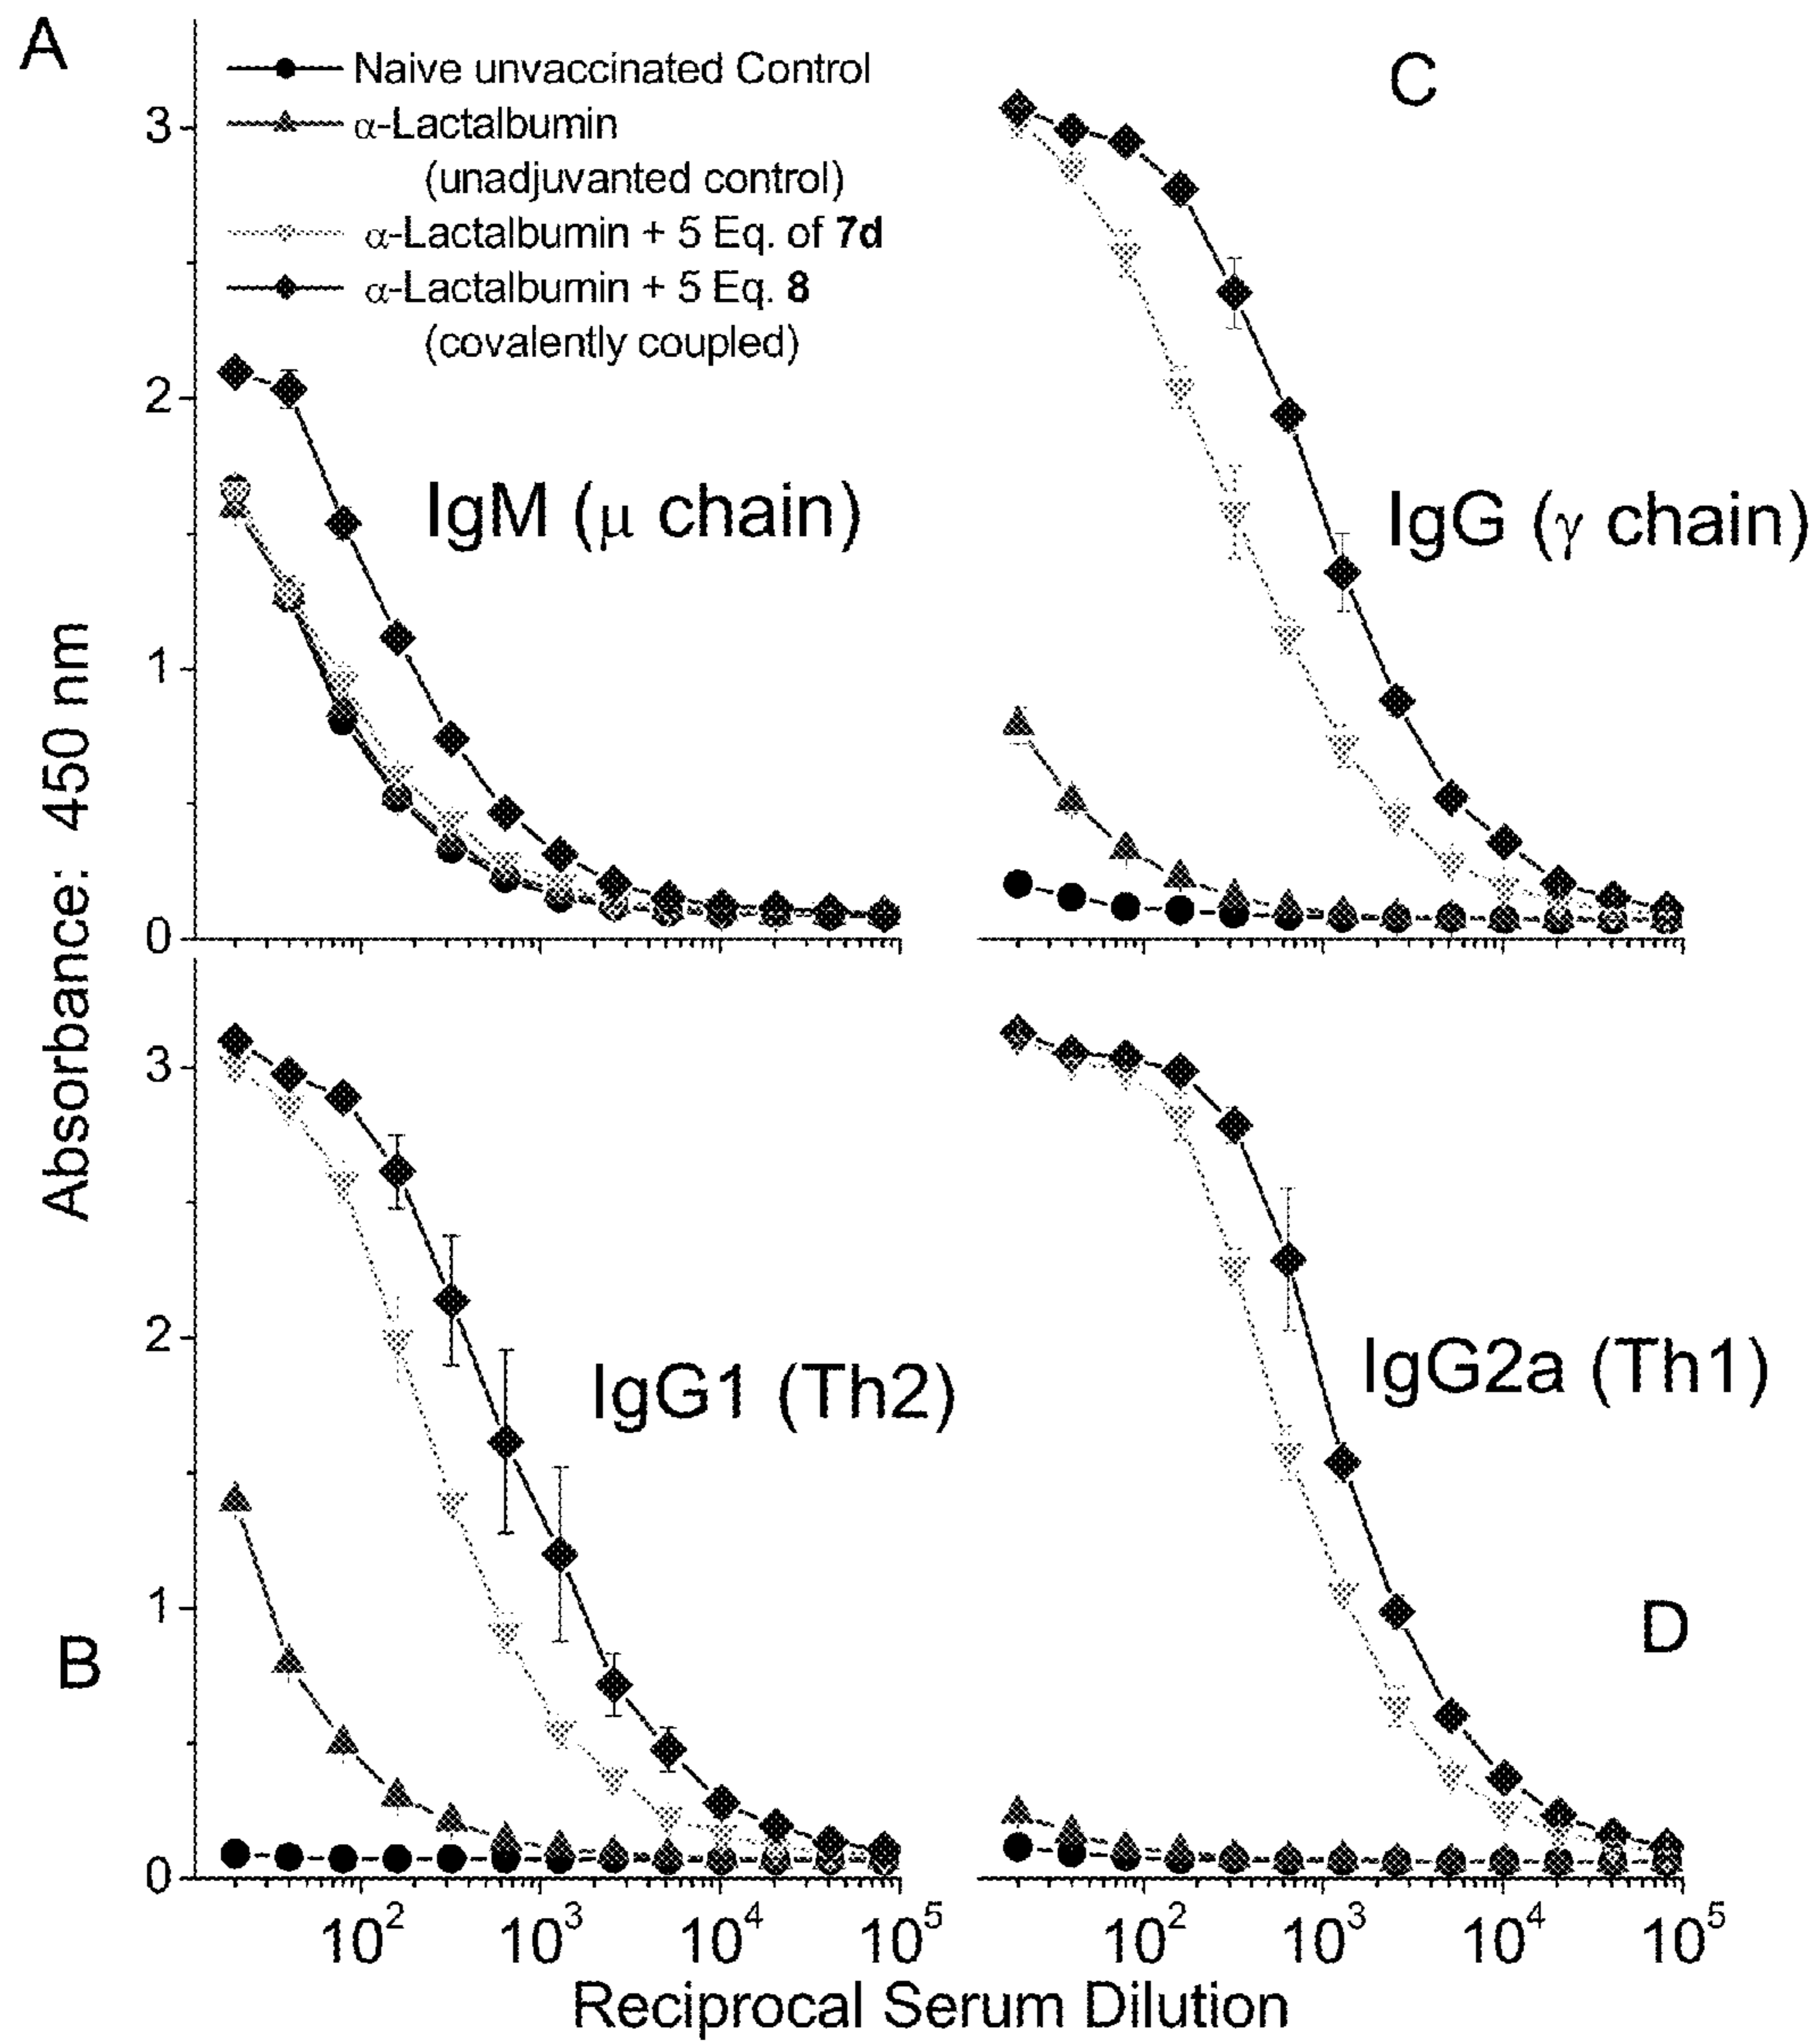 A
Naive unvaccinated Control
α-Lactalbumin
(unadjuvanted control)
α-Lactalbumin + 5 Eq. of 7d
α-Lactalbumin + 5 Eq. 8
(covalently coupled)
3
2
1
0
IgM (μ chain)
C
IgG (γ chain)
Absorbance: 450 nm
B
3
2
1
0
IgG1 (Th2)
IgG2a (Th1)
D
10² 10³ 10⁴ 10⁵
10² 10³ 10⁴ 10⁵
Reciprocal Serum Dilution